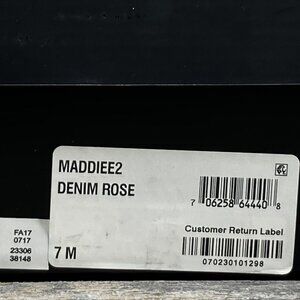 MADDIEE2
DENIM ROSE
7 06258 64440 8
Customer Return Label
7 M
070230101298
FA17
0717
23306
38148